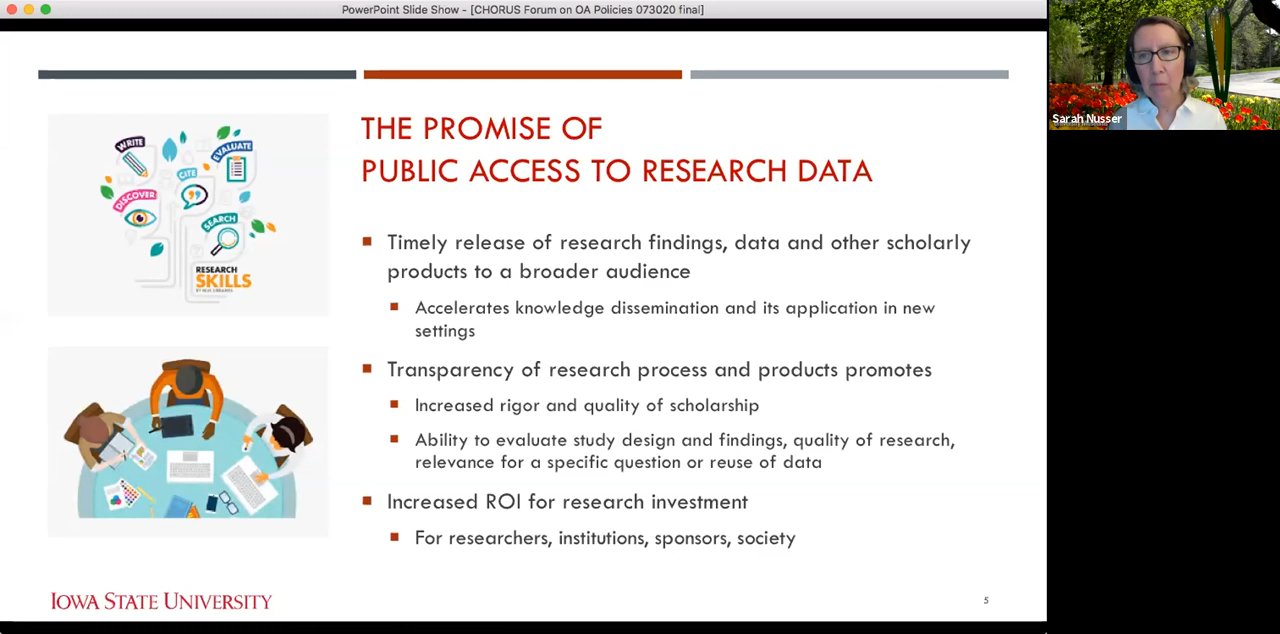 PowerPoint Slide Show - [CHORUS Forum on OA Policies 073020 final]
Sarah Nusser
THE PROMISE OF
PUBLIC ACCESS TO RESEARCH DATA
WRITE
EVALUATE
CITE
DISCOVER
SEARCH
RESEARCH
SKILLS
Timely release of research findings, data and other scholarly
products to a broader audience
Accelerates knowledge dissemination and its application in new
settings
Transparency of research process and products promotes
Increased rigor and quality of scholarship
Ability to evaluate study design and findings, quality of research,
relevance for a specific question or reuse of data
Increased ROI for research investment
For researchers, institutions, sponsors, society
IOWA STATE UNIVERSITY
5